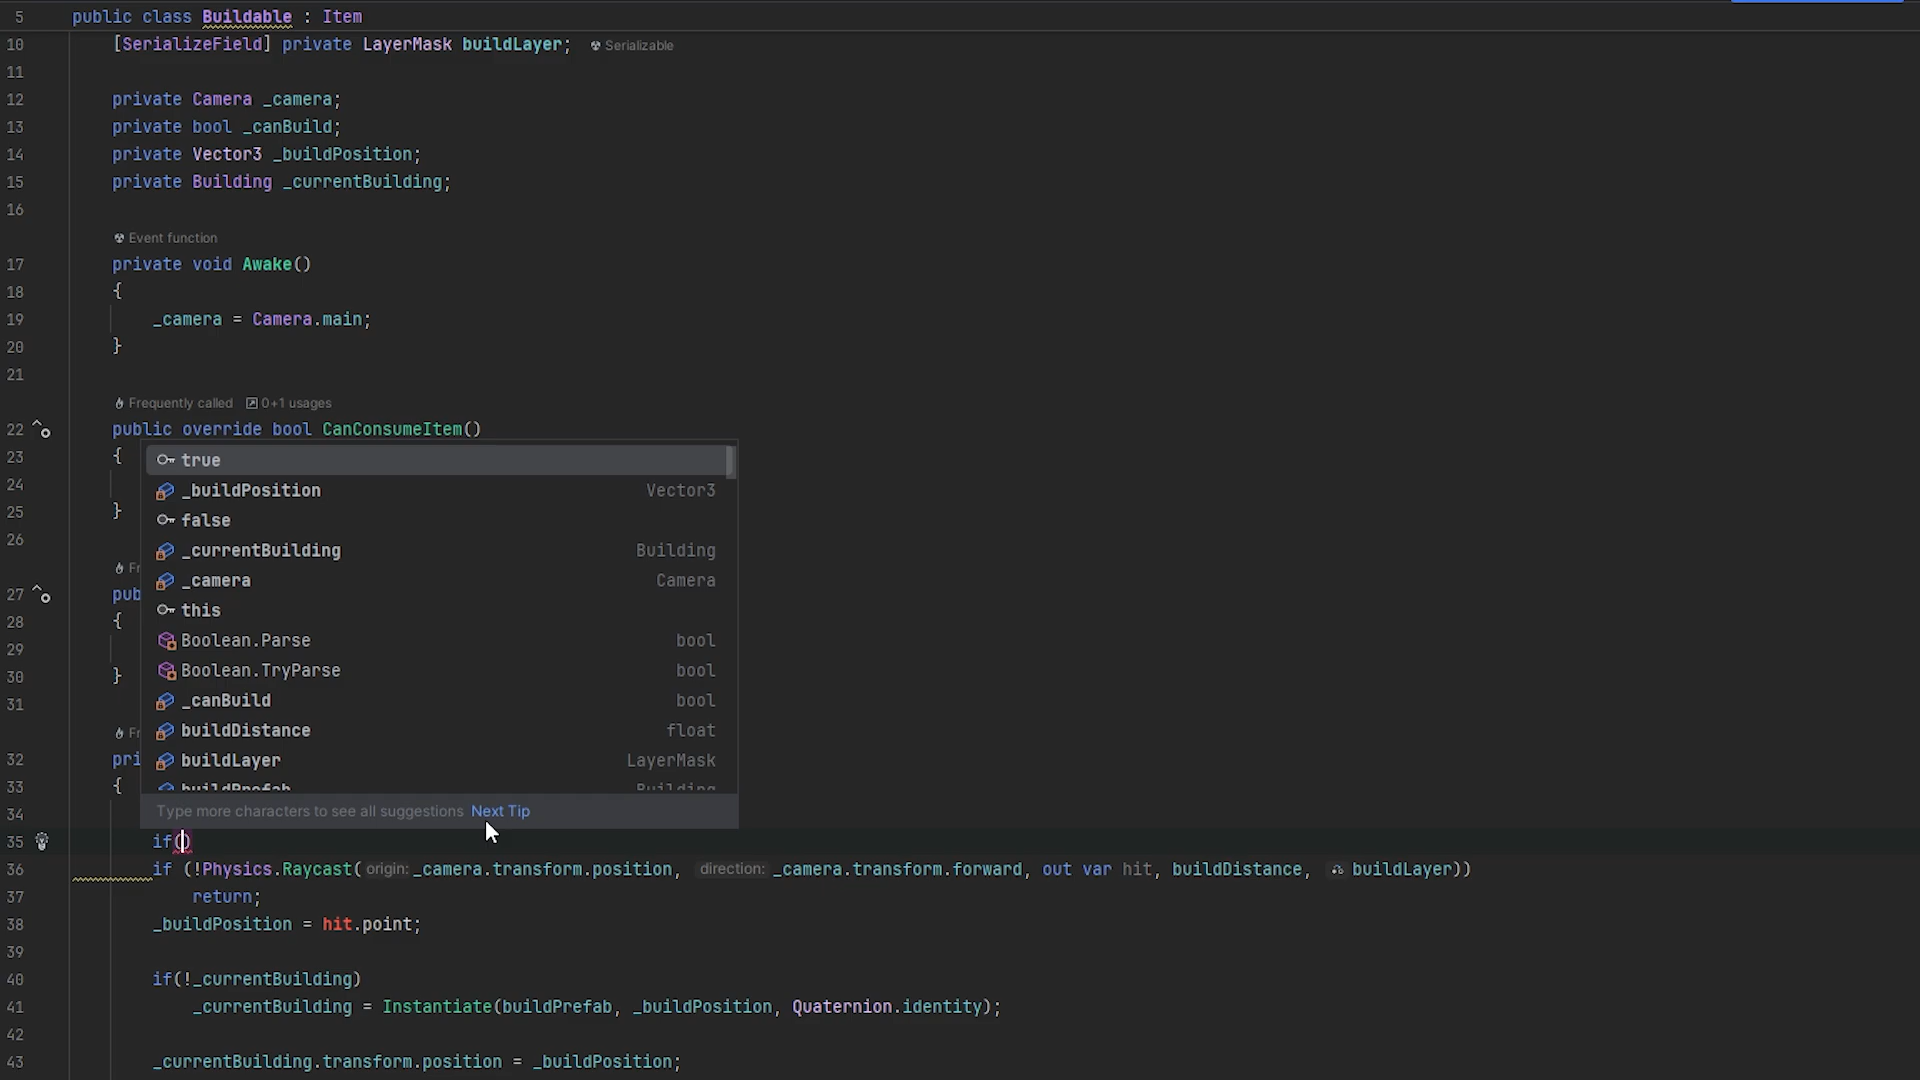 5 public class Buildable : Item
10 [SerializeField] private LayerMask buildLayer; Serializable
11
12 private Camera _camera;
13 private bool _canBuild;
14 private Vector3 _buildPosition;
15 private Building _currentBuilding;
16
Event function
17 private void Awake()
18 {
19 _camera = Camera.main;
20 }
21
Frequently called 0+1 usages
22 public override bool CanConsumeItem()
23 {
true
24
_buildPosition Vector3
25 }
false
26
_currentBuilding Building
Fr
_camera Camera
27 pub
this
28 {
Boolean.Parse bool
29
Boolean.TryParse bool
30 }
_canBuild bool
31
buildDistance float
Fr
32 pri
buildLayer LayerMask
33 {
buildPrefab Building
34
Type more characters to see all suggestions Next Tip
35 if()
36 if (!Physics.Raycast( origin: _camera.transform.position, direction: _camera.transform.forward, out var hit, buildDistance, buildLayer))
37 return;
38 _buildPosition = hit.point;
39
40 if(!_currentBuilding)
41 _currentBuilding = Instantiate(buildPrefab, _buildPosition, Quaternion.identity);
42
43 _currentBuilding.transform.position = _buildPosition;